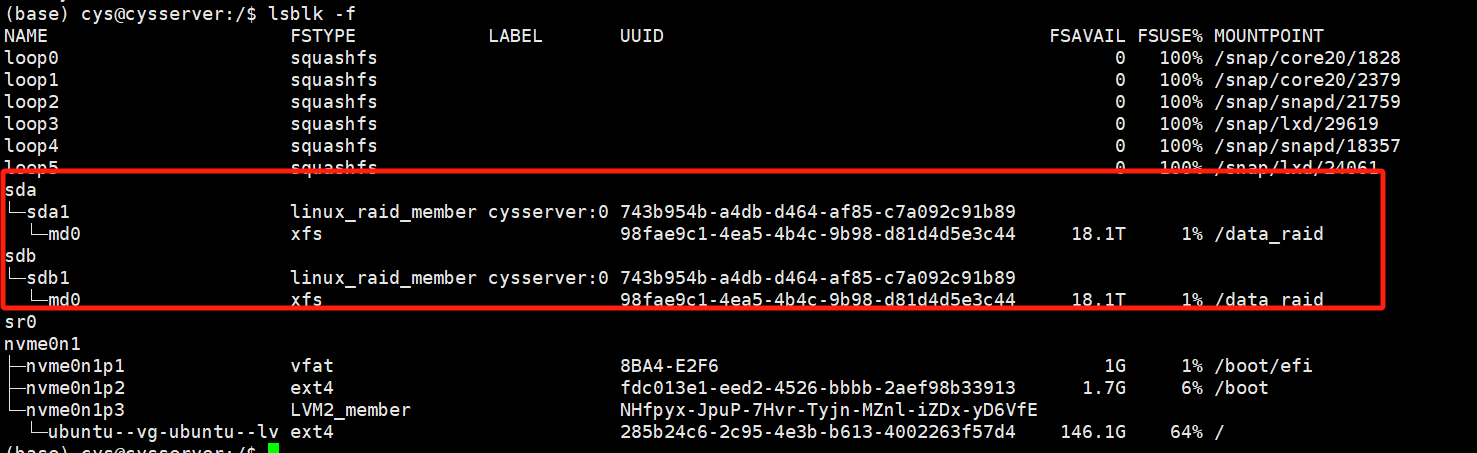 (base) cys@cysserver:/$ lsblk -f
NAME FSTYPE LABEL UUID FSAVAIL FSUSE% MOUNTPOINT
loop0 squashfs 0 100% /snap/core20/1828
loop1 squashfs 0 100% /snap/core20/2379
loop2 squashfs 0 100% /snap/snapd/21759
loop3 squashfs 0 100% /snap/lxd/29619
loop4 squashfs 0 100% /snap/snapd/18357
loop5 squashfs 0 100% /snap/lxd/24061
sda
└─sda1 linux_raid_member cysserver:0 743b954b-a4db-d464-af85-c7a092c91b89
└─md0 xfs 98fae9c1-4ea5-4b4c-9b98-d81d4d5e3c44 18.1T 1% /data_raid
sdb
└─sdb1 linux_raid_member cysserver:0 743b954b-a4db-d464-af85-c7a092c91b89
└─md0 xfs 98fae9c1-4ea5-4b4c-9b98-d81d4d5e3c44 18.1T 1% /data_raid
sr0
nvme0n1
├─nvme0n1p1 vfat 8BA4-E2F6 1G 1% /boot/efi
├─nvme0n1p2 ext4 fdc013e1-eed2-4526-bbbb-2aef98b33913 1.7G 6% /boot
└─nvme0n1p3 LVM2_member NHfpyx-JpuP-7Hvr-Tyjn-MZnl-iZDx-yD6VfE
└─ubuntu--vg-ubuntu--lv ext4 285b24c6-2c95-4e3b-b613-4002263f57d4 146.1G 64% /
(base) cys@cysserver:/$